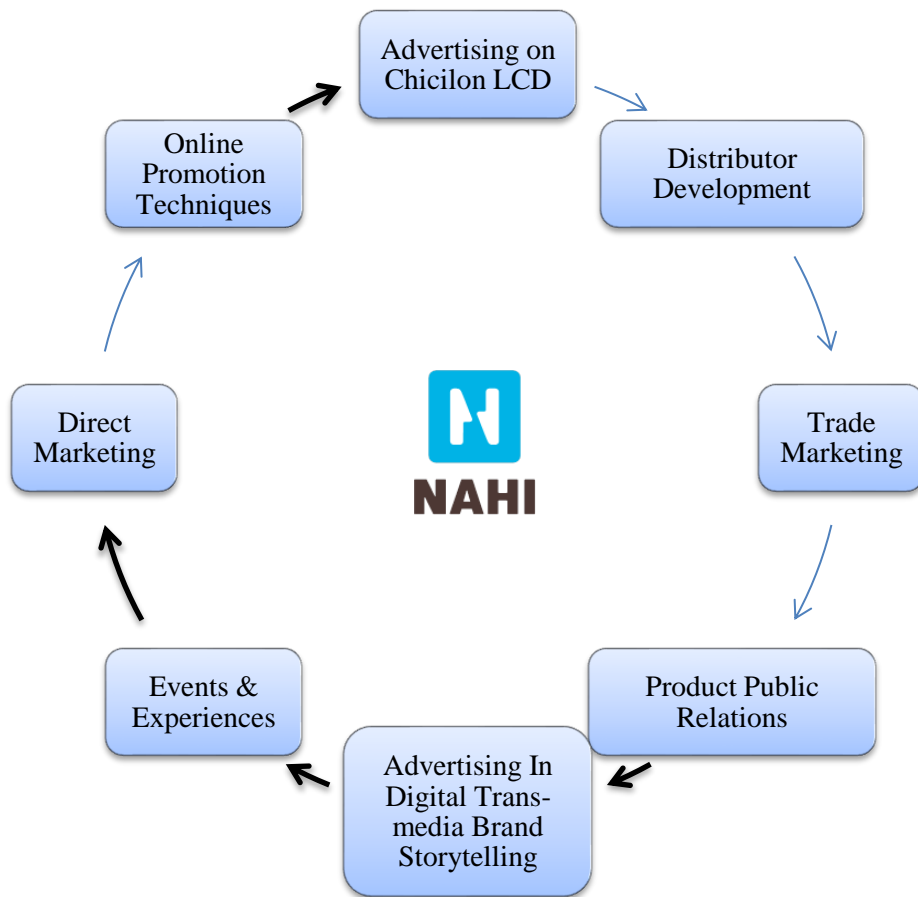 Advertising on
Chicilon LCD
Distributor
Development
Trade
Marketing
Product Public
Relations
Advertising In
Digital Trans-
media Brand
Storytelling
Events &
Experiences
Direct
Marketing
Online
Promotion
Techniques
N
NAHI